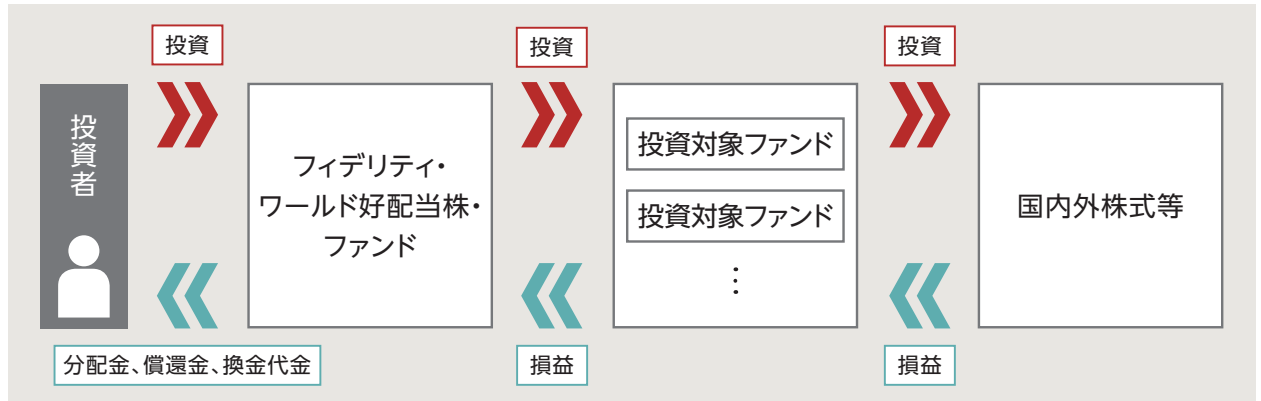 投資
投資
投資
投資者
フィデリティ・
ワールド好配当株・
ファンド
投資対象ファンド
投資対象ファンド
⋮
国内外株式等
分配金、償還金、換金代金
損益
損益